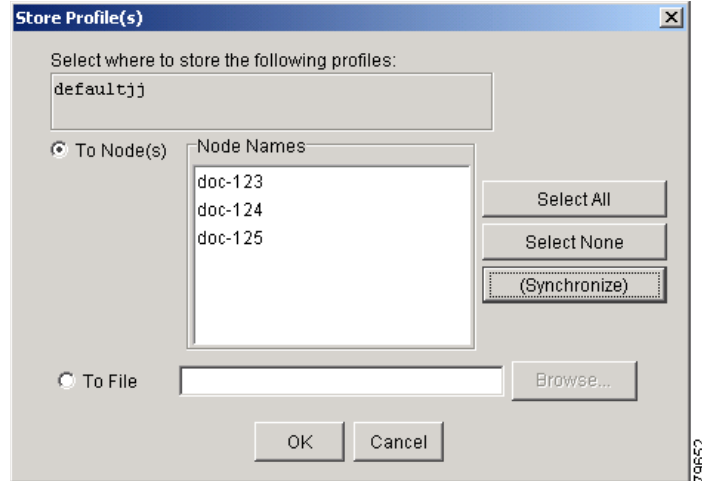 Store Profile(s)
Select where to store the following profiles:
defaultjj
To Node(s)
Node Names
doc-123
doc-124
doc-125
Select All
Select None
(Synchronize)
To File
Browse...
OK
Cancel
79652